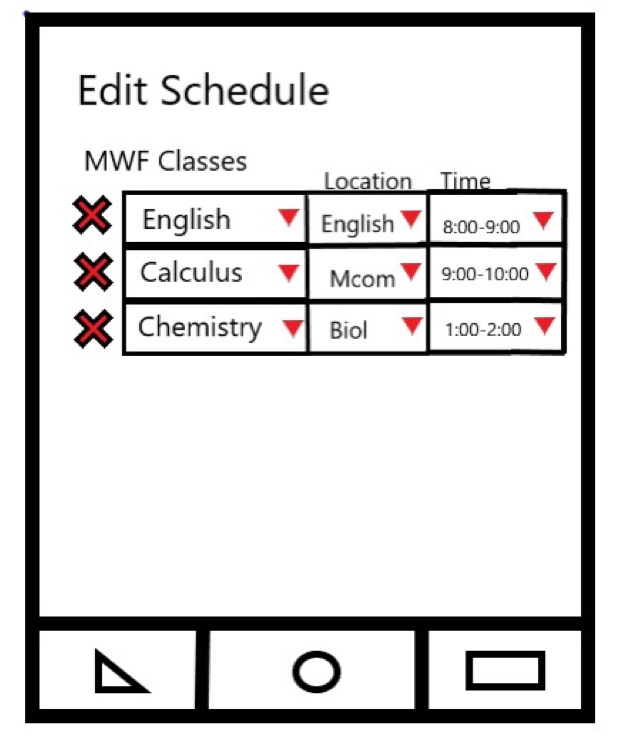 Edit Schedule
MWF Classes
Location Time
English English 8:00-9:00
Calculus Mcom 9:00-10:00
Chemistry Biol 1:00-2:00